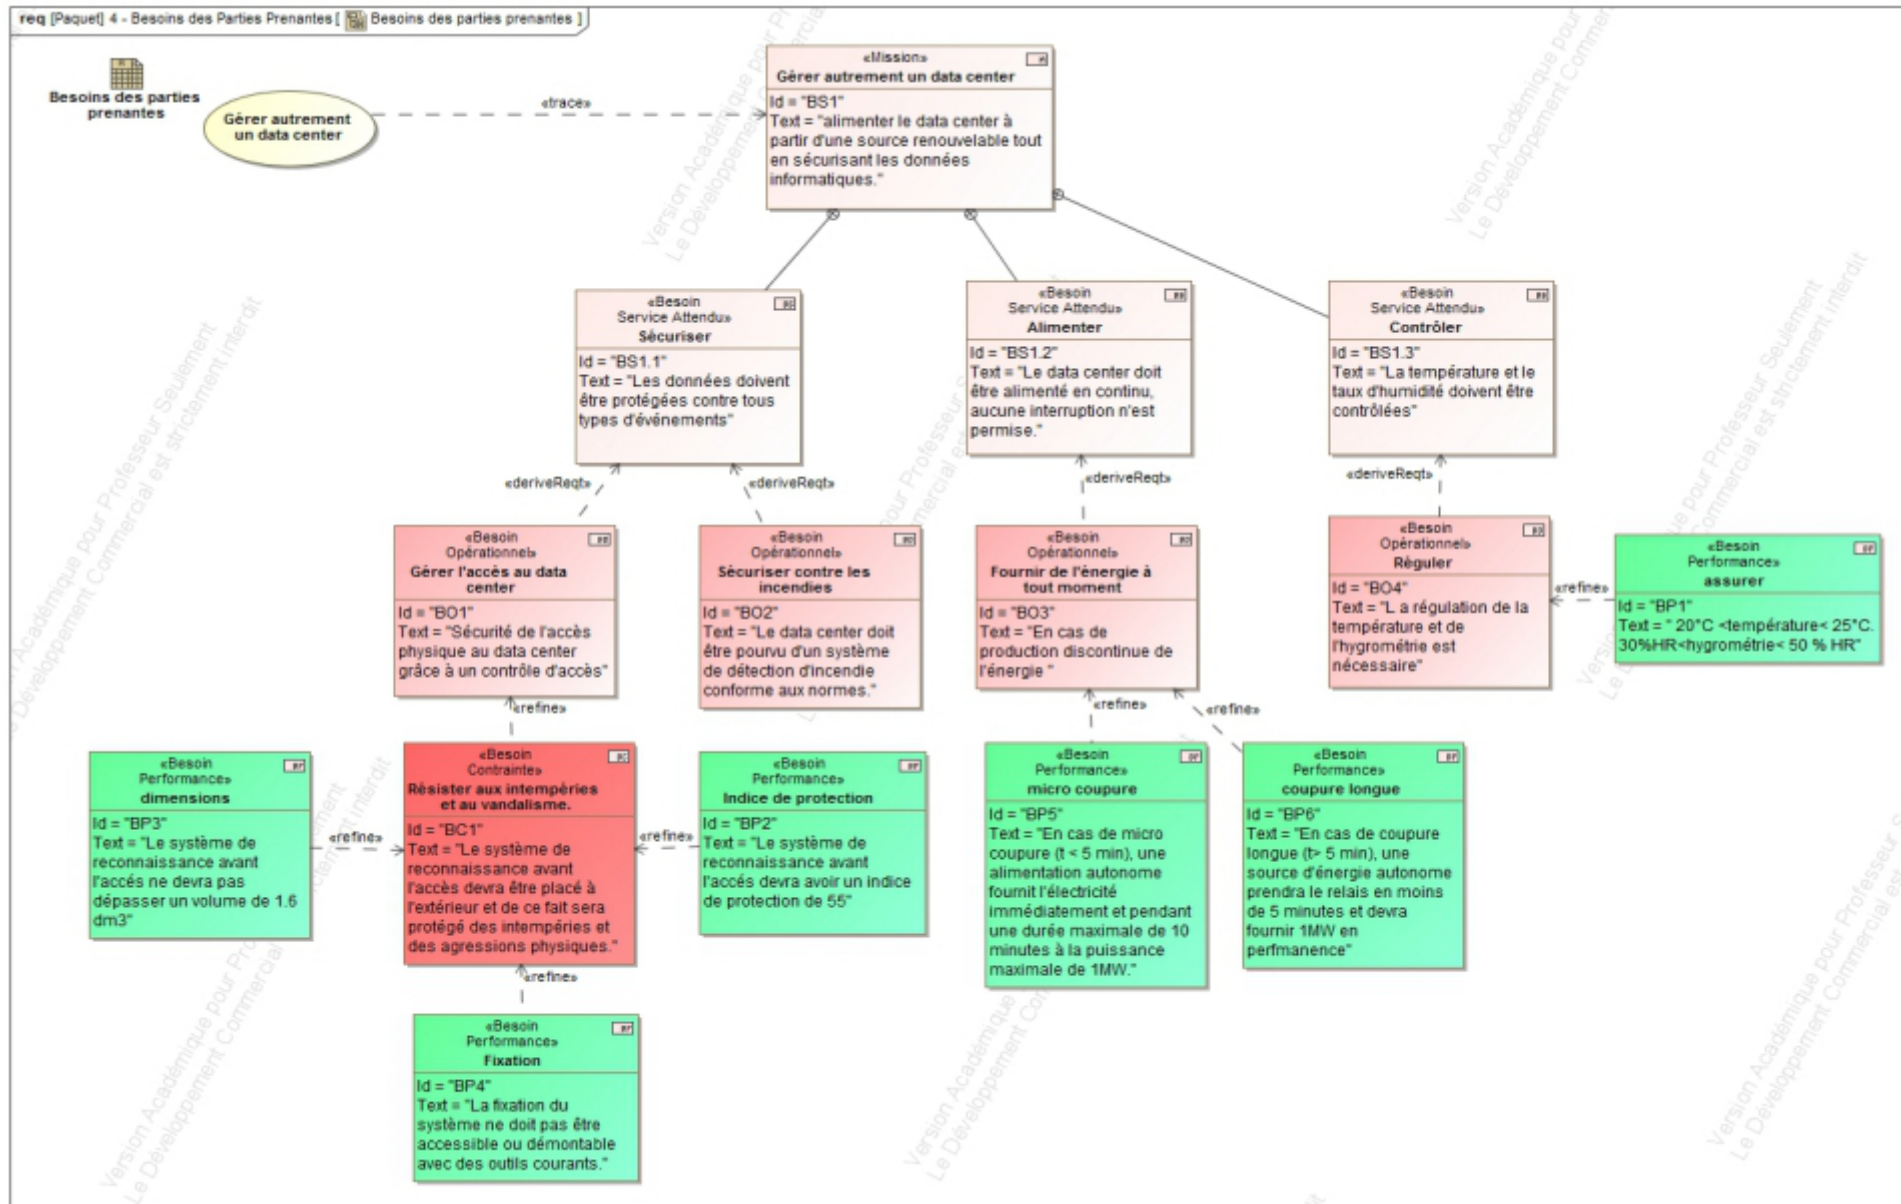 req [Paquet] 4 - Besoins des Parties Prenantes [ Besoins des parties prenantes ]
Besoins des parties
prenantes
Gérer autrement
un data center
«trace»
«Mission»
Gérer autrement un data center
Id = "BS1"
Text = "alimenter le data center à
partir d'une source renouvelable tout
en sécurisant les données
informatiques."
«Besoin
Service Attendu»
Sécuriser
Id = "BS1.1"
Text = "Les données doivent
être protégées contre tous
types d'événements"
«Besoin
Service Attendu»
Alimenter
Id = "BS1.2"
Text = "Le data center doit
être alimenté en continu,
aucune interruption n'est
permise."
«Besoin
Service Attendu»
Contrôler
Id = "BS1.3"
Text = "La température et le
taux d'humidité doivent être
contrôlées"
«deriveReqt»
«deriveReqt»
«deriveReqt»
«deriveReqt»
«Besoin
Opérationnel»
Gérer l'accès au data
center
Id = "BO1"
Text = "Sécurité de l'accès
physique au data center
grâce à un contrôle d'accès"
«Besoin
Opérationnel»
Sécuriser contre les
incendies
Id = "BO2"
Text = "Le data center doit
être pourvu d'un système
de détection d'incendie
conforme aux normes."
«Besoin
Opérationnel»
Fournir de l'énergie à
tout moment
Id = "BO3"
Text = "En cas de
production discontinue de
l'énergie "
«Besoin
Opérationnel»
Réguler
Id = "BO4"
Text = "L a régulation de la
température et de
l'hygrométrie est
nécessaire"
«refine»
«Besoin
Performance»
assurer
Id = "BP1"
Text = " 20°C <température< 25°C.
30%HR<hygrométrie< 50 % HR"
«refine»
«refine»
«refine»
«Besoin
Performance»
dimensions
Id = "BP3"
Text = "Le système de
reconnaissance avant
l'accés ne devra pas
dépasser un volume de 1.6
dm3"
«refine»
«Besoin
Contrainte»
Résister aux intempéries
et au vandalisme.
Id = "BC1"
Text = "Le système de
reconnaissance avant
l'accès devra être placé à
l'extérieur et de ce fait sera
protégé des intempéries et
des agressions physiques."
«refine»
«Besoin
Performance»
Indice de protection
Id = "BP2"
Text = "Le système de
reconnaissance avant
l'accés devra avoir un indice
de protection de 55"
«Besoin
Performance»
micro coupure
Id = "BP5"
Text = "En cas de micro
coupure (t < 5 min), une
alimentation autonome
fournit l'électricité
immédiatement et pendant
une durée maximale de 10
minutes à la puissance
maximale de 1MW."
«Besoin
Performance»
coupure longue
Id = "BP6"
Text = "En cas de coupure
longue (t> 5 min), une
source d'énergie autonome
prendra le relais en moins
de 5 minutes et devra
fournir 1MW en
perfmanence"
«refine»
«Besoin
Performance»
Fixation
Id = "BP4"
Text = "La fixation du
système ne doit pas être
accessible ou démontable
avec des outils courants."
Version Académique pour Professeur Seulement
Le Développement Commercial est strictement interdit